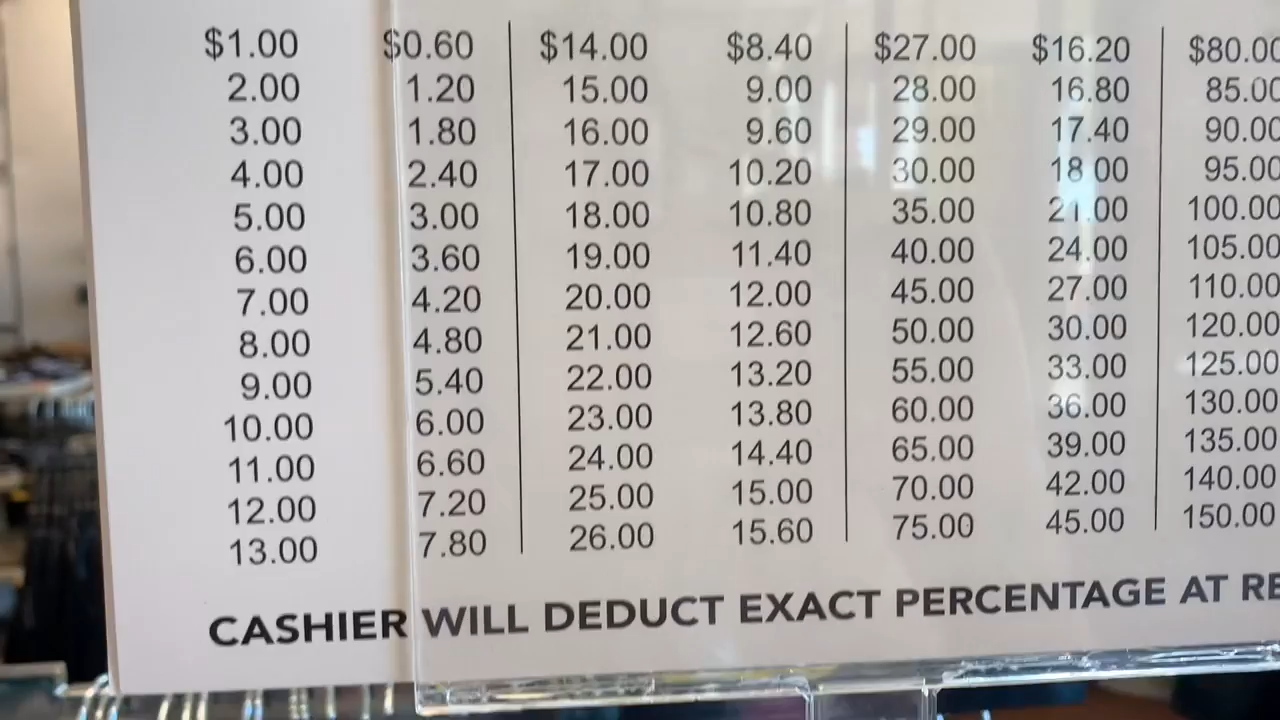 $1.00 $0.60 $14.00 $8.40 $27.00 $16.20 $80.00
2.00 1.20 15.00 9.00 28.00 16.80 85.00
3.00 1.80 16.00 9.60 29.00 17.40 90.00
4.00 2.40 17.00 10.20 30.00 18 00 95.00
5.00 3.00 18.00 10.80 35.00 21.00 100.00
6.00 3.60 19.00 11.40 40.00 24.00 105.00
7.00 4.20 20.00 12.00 45.00 27.00 110.00
8.00 4.80 21.00 12.60 50.00 30.00 120.00
9.00 5.40 22.00 13.20 55.00 33.00 125.00
10.00 6.00 23.00 13.80 60.00 36.00 130.00
11.00 6.60 24.00 14.40 65.00 39.00 135.00
12.00 7.20 25.00 15.00 70.00 42.00 140.00
13.00 7.80 26.00 15.60 75.00 45.00 150.00
CASHIER WILL DEDUCT EXACT PERCENTAGE AT